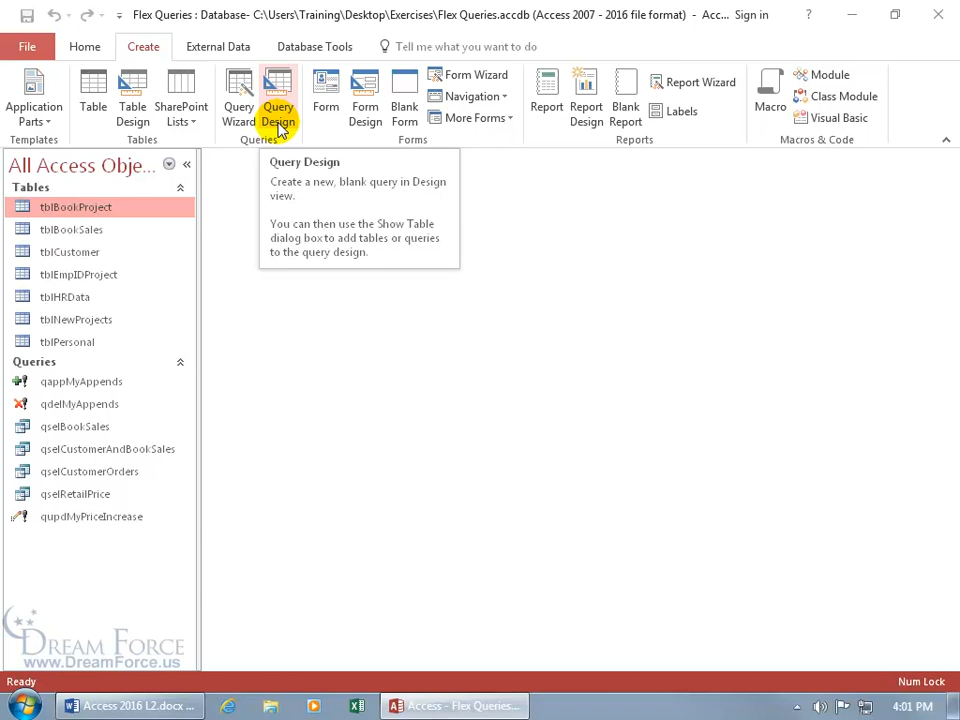 Flex Queries : Database- C:\Users\Training\Desktop\Exercises\Flex Queries.accdb (Access 2007 - 2016 file format) - Acc... Sign in ?
File Home Create External Data Database Tools Tell me what you want to do
Application Parts
Table
Table Design
SharePoint Lists
Query Wizard
Query Design
Form
Form Design
Blank Form
Form Wizard
Navigation
More Forms
Report
Report Design
Blank Report
Report Wizard
Labels
Macro
Module
Class Module
Visual Basic
Templates Tables Queries Forms Reports Macros & Code
All Access Obje...
Tables
tblBookProject
tblBookSales
tblCustomer
tblEmpIDProject
tblHRData
tblNewProjects
tblPersonal
Queries
qappMyAppends
qdelMyAppends
qselBookSales
qselCustomerAndBookSales
qselCustomerOrders
qselRetailPrice
qupdMyPriceIncrease
Query Design
Create a new, blank query in Design
view.
You can then use the Show Table
dialog box to add tables or queries
to the query design.
DREAM FORCE
www.DreamForce.us
Ready Num Lock
Access 2016 L2.docx ... Access - Flex Queries... 4:01 PM